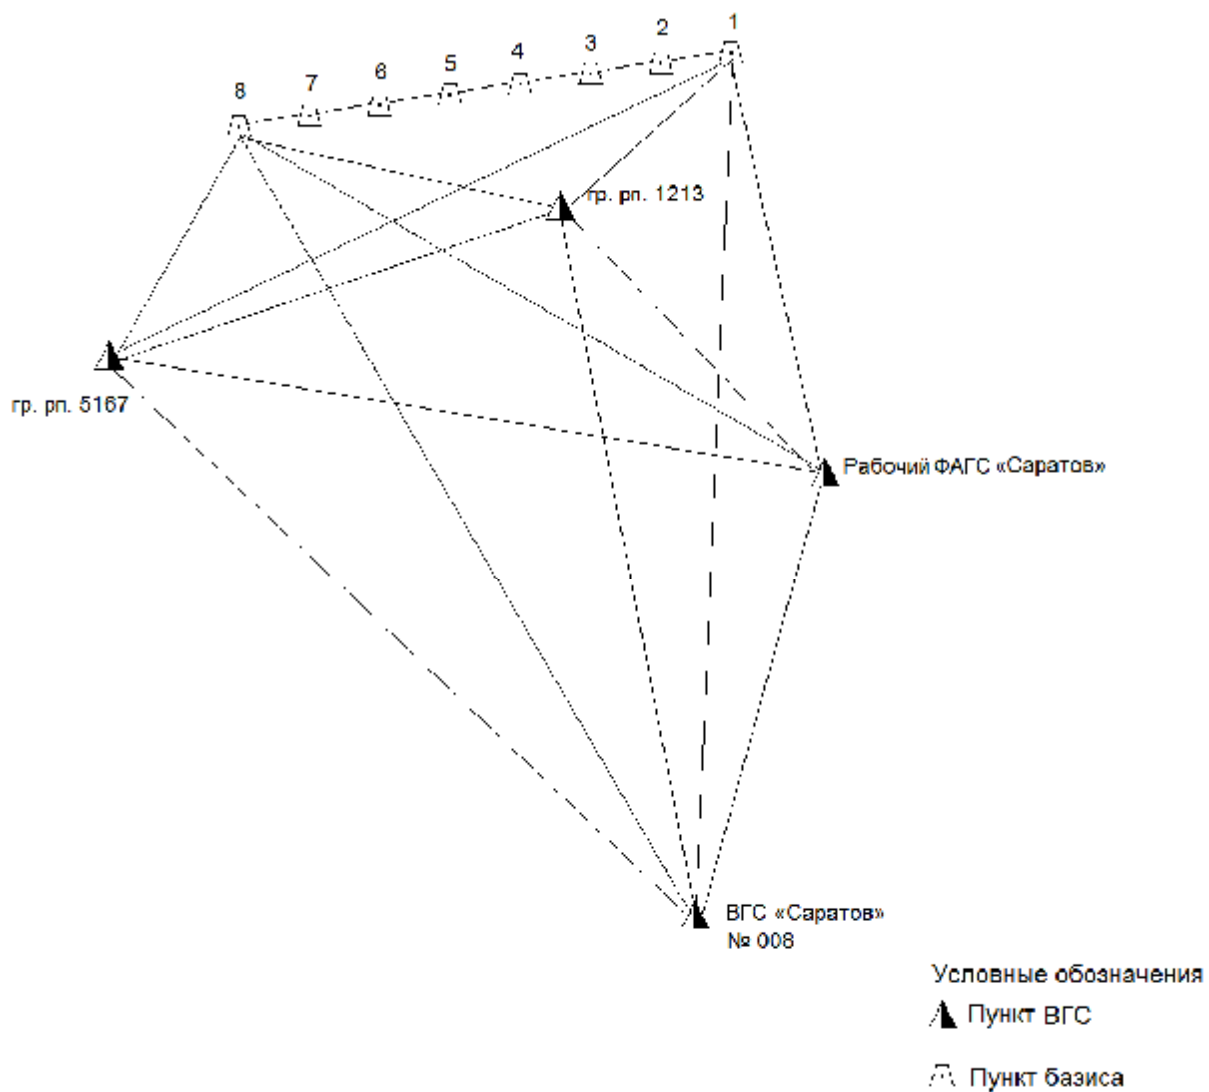 1
2
3
4
5
6
7
8
гр. рп. 1213
гр. рп. 5167
Рабочий ФАГС «Саратов»
ВГС «Саратов»
№ 008
Условные обозначения
Пункт ВГС
Пункт базиса